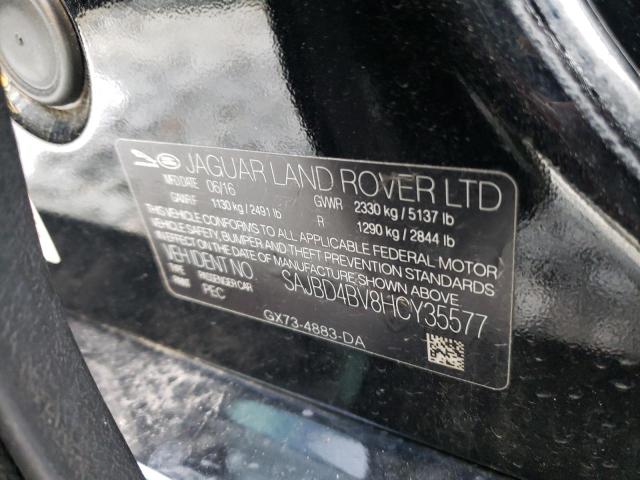 JAGUAR LAND ROVER LTD
MFD.DATE 06/16 GVWR 2330 kg / 5137 lb
GAWR F 1130 kg / 2491 lb R 1290 kg / 2844 lb
THIS VEHICLE CONFORMS TO ALL APPLICABLE FEDERAL MOTOR
VEHICLE SAFETY, BUMPER AND THEFT PREVENTION STANDARDS
IN EFFECT ON THE DATE OF MANUFACTURE SHOWN ABOVE.
VEH IDENT NO. SAJBD4BV8HCY35577
TYPE PASSENGER CAR
PAINT PEC
GX73-4883-DA